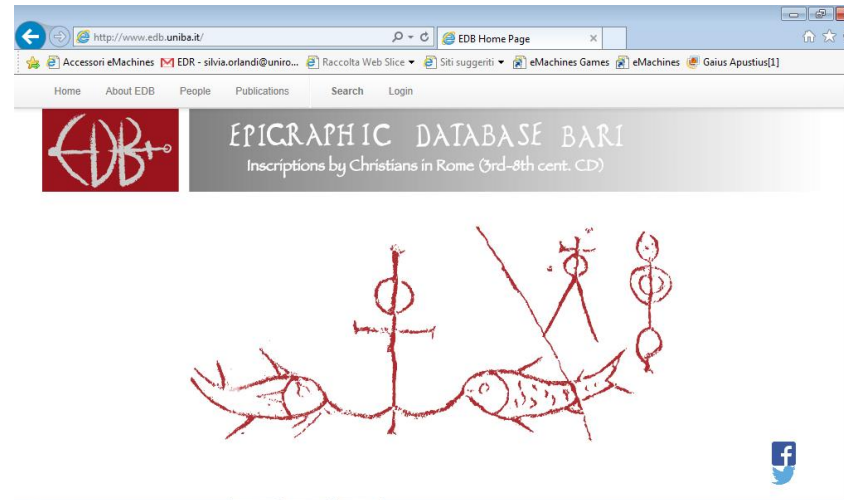 http://www.edb.uniba.it/ EDB Home Page
Accessori eMachines EDR - silvia.orlandi@uniro... Raccolta Web Slice Siti suggeriti eMachines Games eMachines Gaius Apustius[1]
Home About EDB People Publications Search Login
EDB EPIGRAPHIC DATABASE BARI
Inscriptions by Christians in Rome (3rd-8th cent. CD)